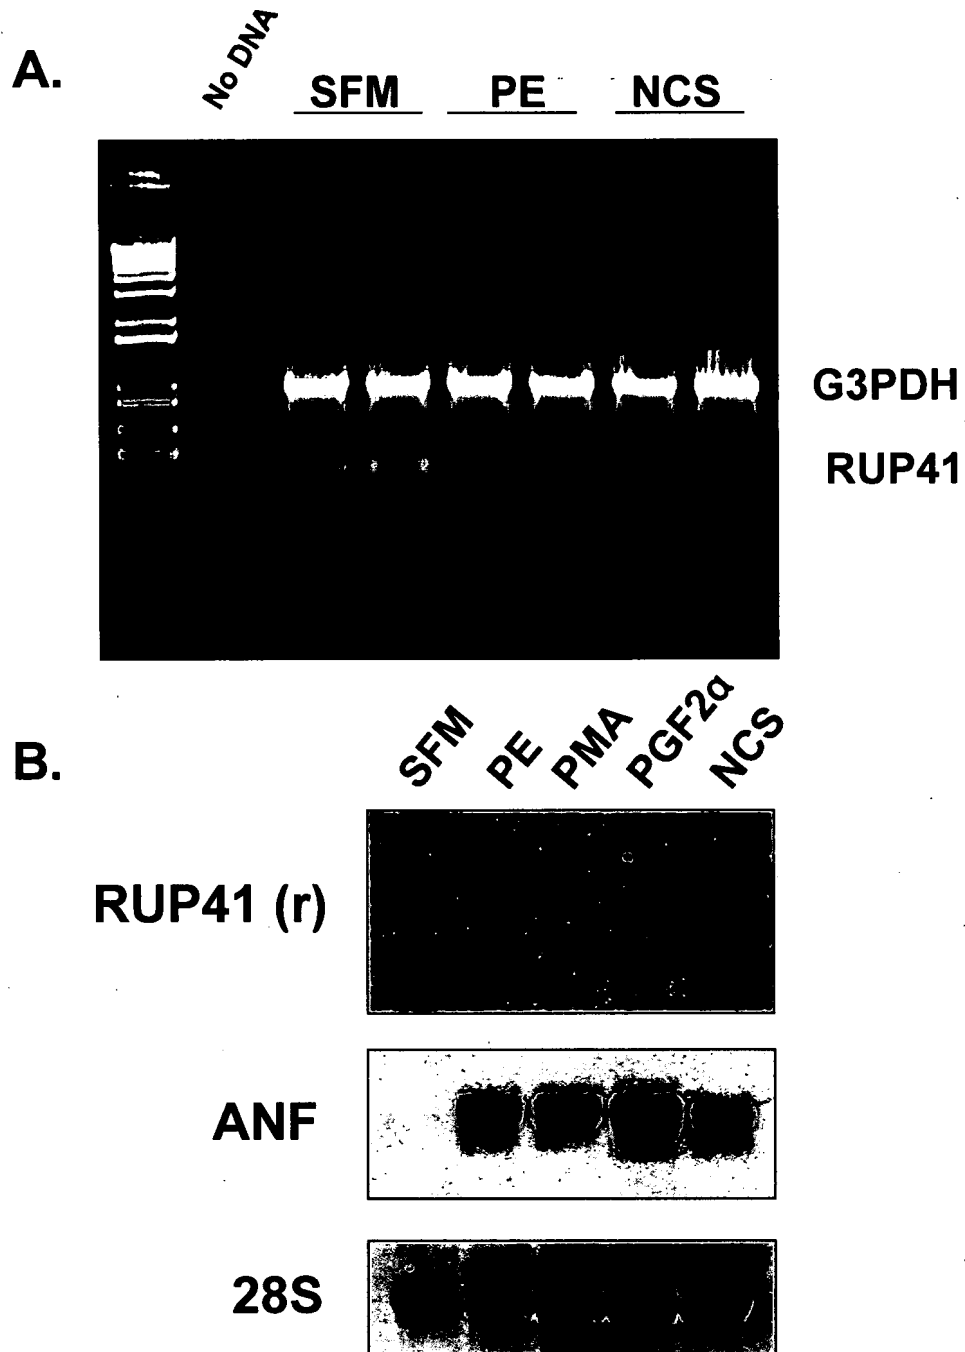 A.
No DNA
SFM PE NCS
G3PDH
RUP41
B.
SFM PE PMA PGF2α NCS
RUP41 (r)
ANF
28S